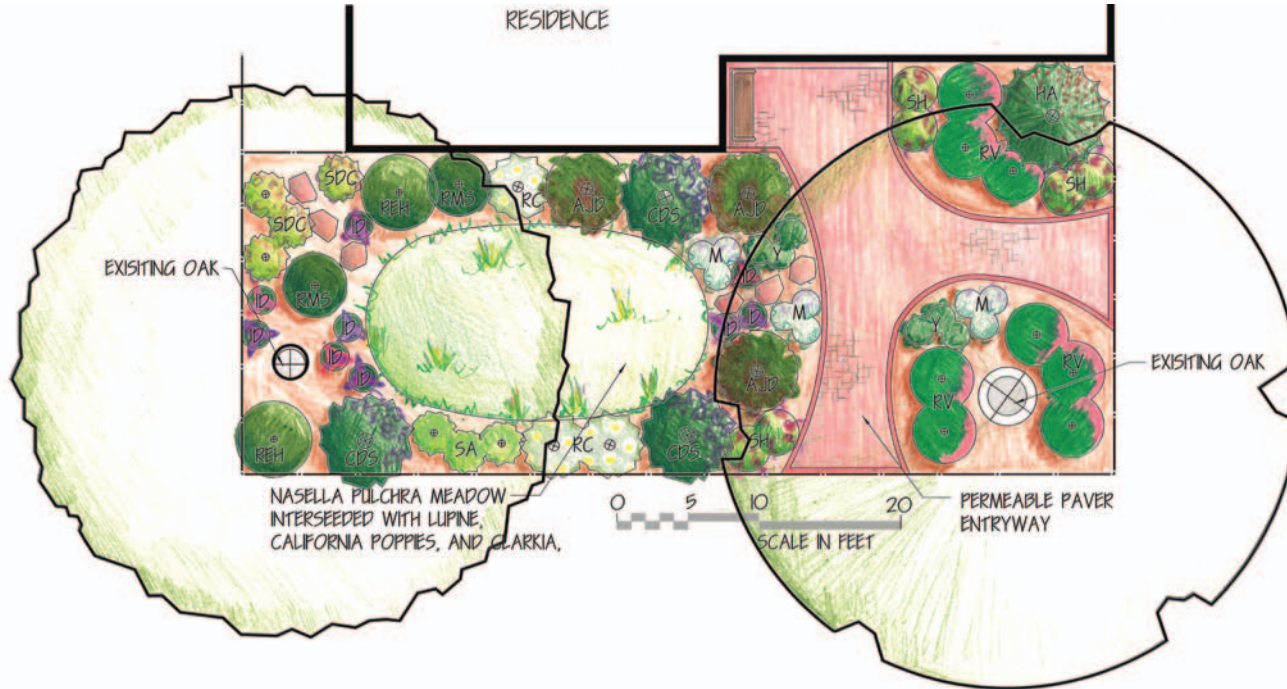 RESIDENCE
SH
HA
RV
SH
SDC
SDC
REH
RMS
RC
AJD
CDS
AJD
ID
M
Y
ID
EXISITING OAK
ID
RMS
ID
ID
ID
ID
ID
ID
M
M
Y
AJD
RV
RV
EXISITING OAK
REH
CDS
SA
RC
CDS
SH
NASELLA PULCHRA MEADOW
INTERSEEDED WITH LUPINE,
CALIFORNIA POPPIES, AND CLARKIA,
0 5 10 20
SCALE IN FEET
PERMEABLE PAVER
ENTRYWAY